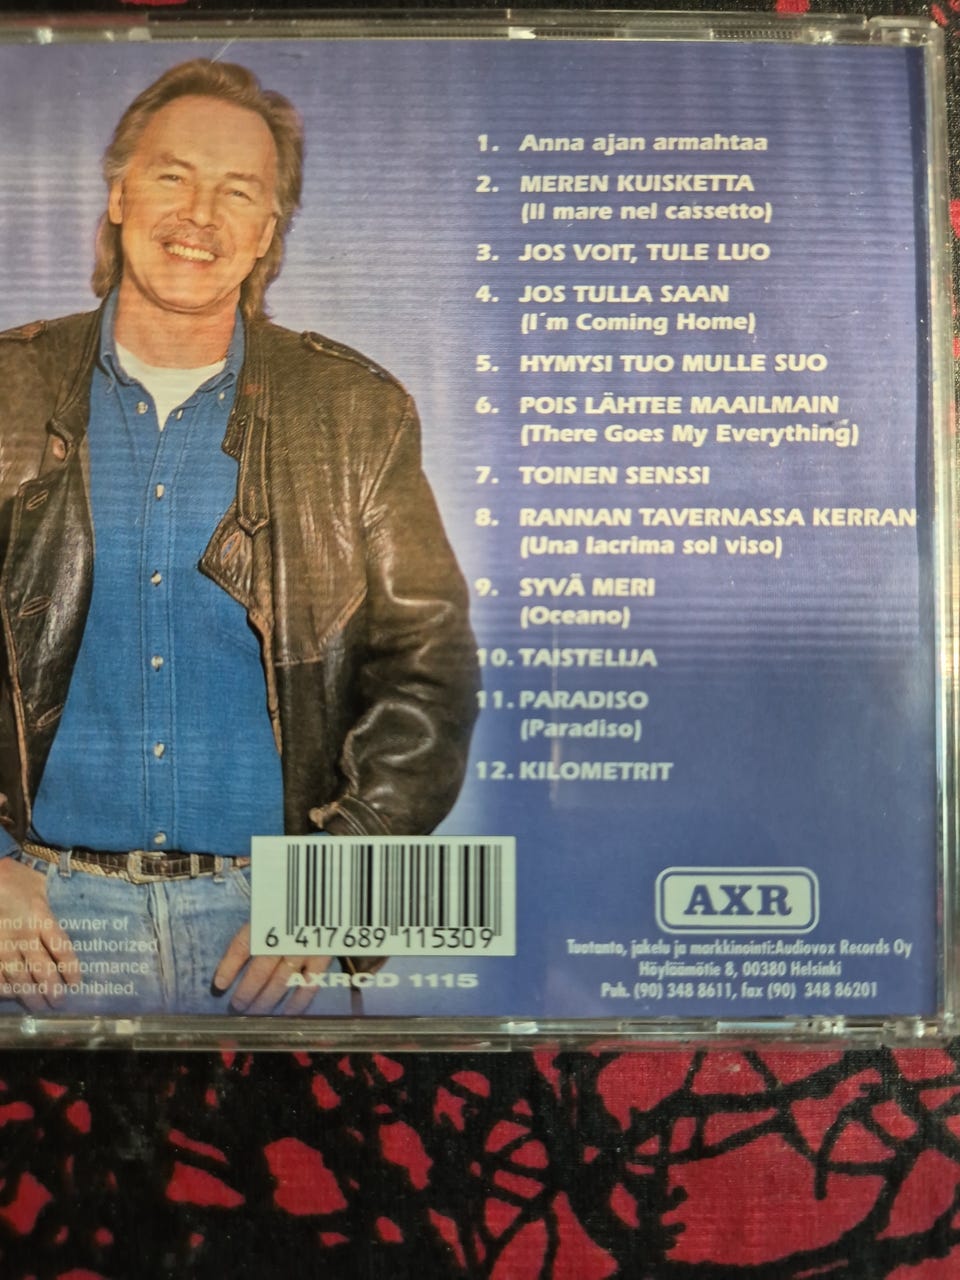 1. Anna ajan armahtaa
2. MEREN KUISKETTA
(Il mare nel cassetto)
3. JOS VOIT, TULE LUO
4. JOS TULLA SAAN
(I´m Coming Home)
5. HYMYSI TUO MULLE SUO
6. POIS LÄHTEE MAAILMAIN
(There Goes My Everything)
7. TOINEN SENSSI
8. RANNAN TAVERNASSA KERRAN
(Una lacrima sol viso)
9. SYVÄ MERI
(Oceano)
10. TAISTELIJA
11. PARADISO
(Paradiso)
12. KILOMETRIT
and the owner of
Unauthorized
public performance
record prohibited.
6 417689 115309
AXRCD 1115
AXR
Tuotanto, jakelu ja markkinointi:Audiovox Records Oy
Höyläämötie 8, 00380 Helsinki
Puh. (90) 348 8611, fax (90) 348 86201